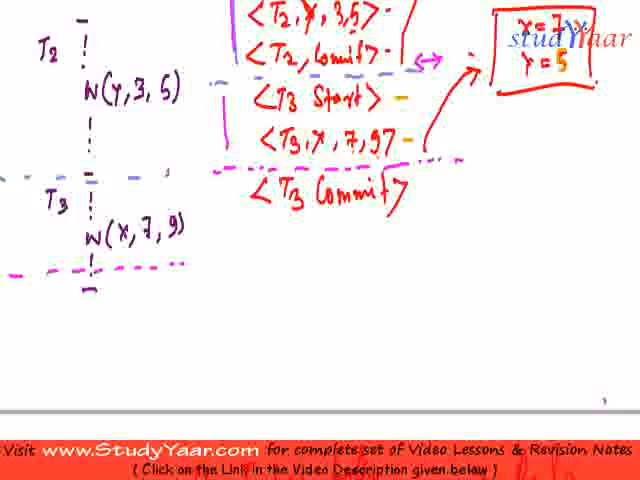 <T2, Y, 3,5> -
T2
<T2, Commit> -
X = 7
studYYaar
Y = 5
W(Y, 3, 5)
<T3 Start> -
<T3, X, 7, 9> -
<T3 Commit>
T3
W(X, 7, 9)
Visit www.StudyYaar.com for complete set of Video Lessons & Revision Notes
( Click on the Link in the Video Description given below )